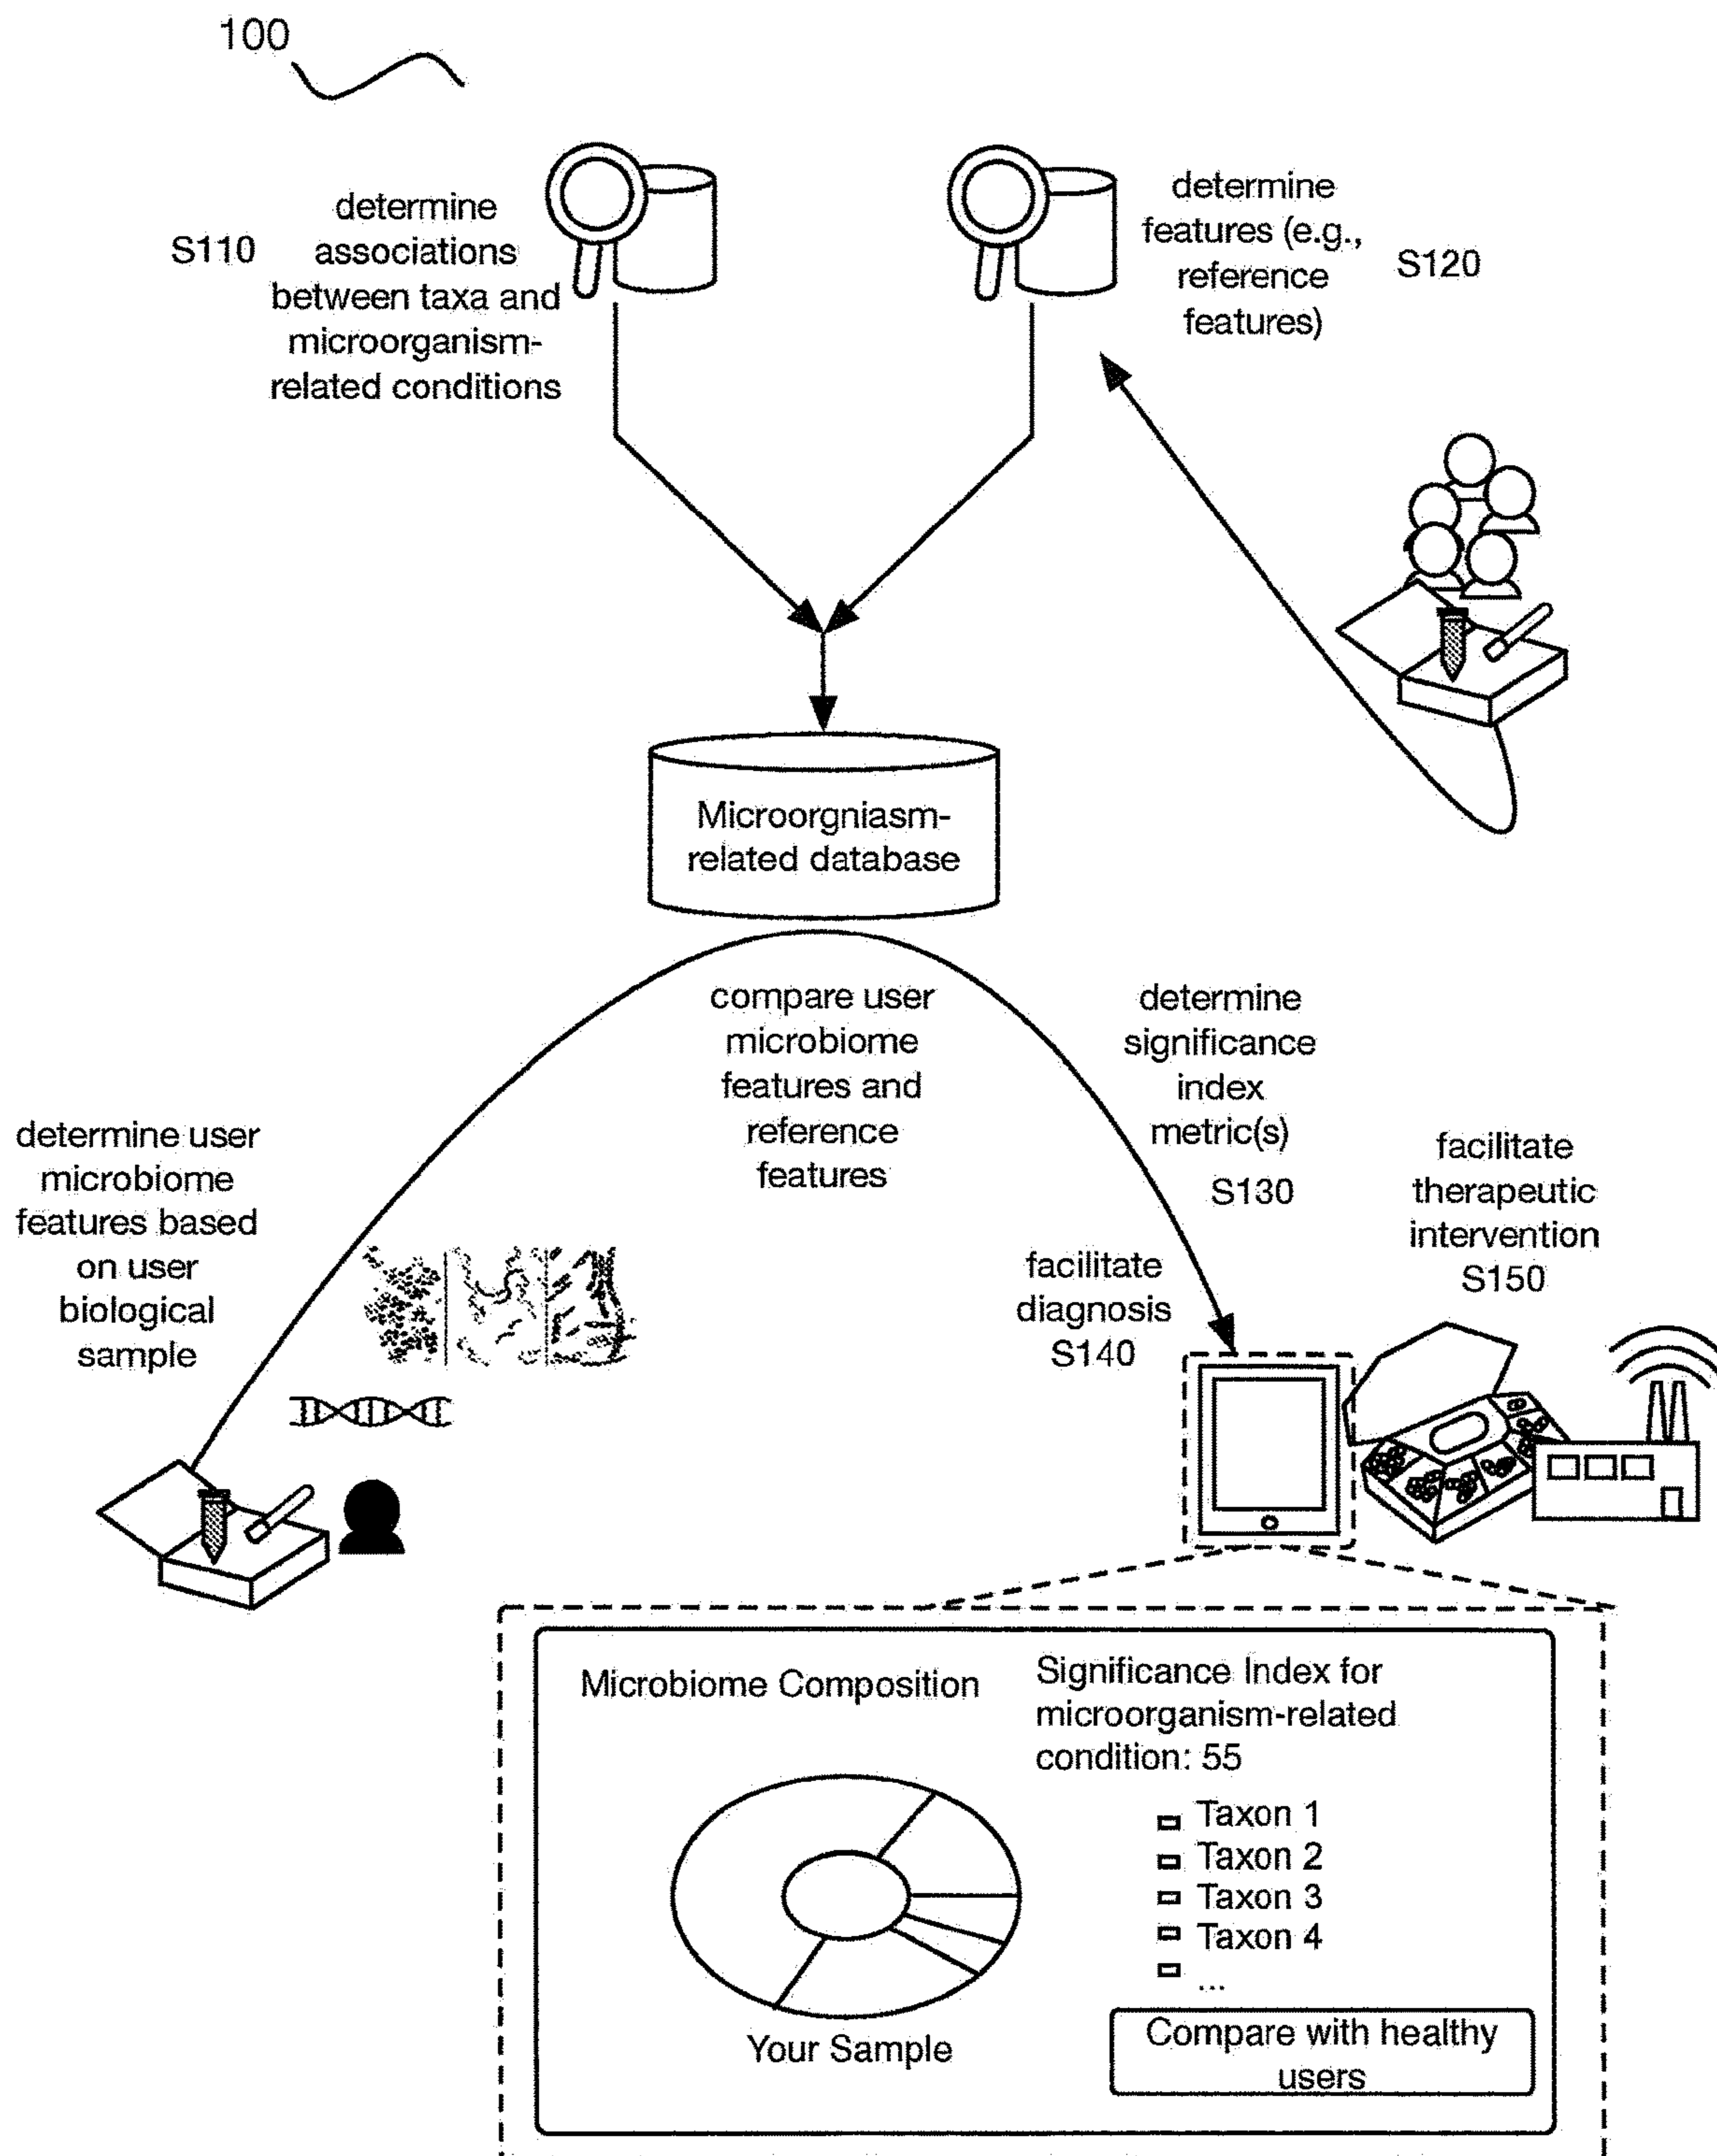 100
S110
determine
associations
between taxa and
microorganism-
related conditions
determine
features (e.g.,
reference
features)
S120
Microorgniasm-
related database
compare user
microbiome
features and
reference
features
determine
significance
index
metric(s)
S130
determine user
microbiome
features based
on user
biological
sample
facilitate
diagnosis
S140
facilitate
therapeutic
intervention
S150
Microbiome Composition
Your Sample
Significance Index for
microorganism-related
condition: 55
Taxon 1
Taxon 2
Taxon 3
Taxon 4
...
Compare with healthy
users